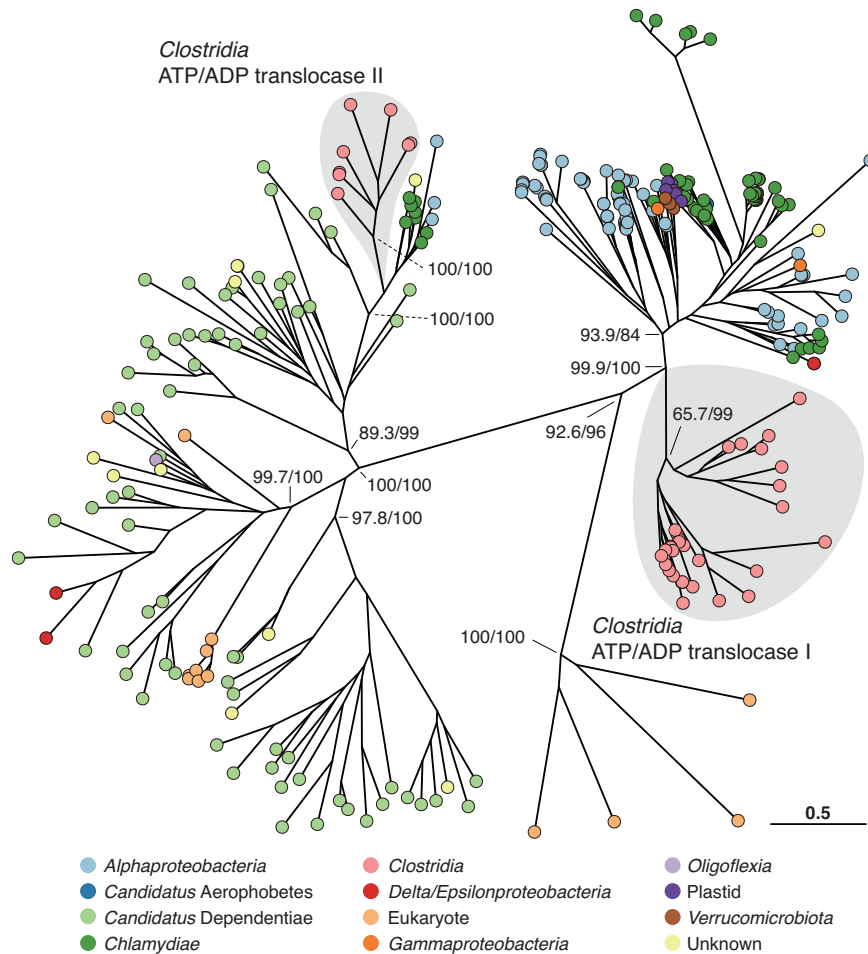 Clostridia
ATP/ADP translocase II
100/100
100/100
93.9/84
99.9/100
65.7/99
92.6/96
89.3/99
99.7/100
100/100
97.8/100
100/100
Clostridia
ATP/ADP translocase I
0.5
Alphaproteobacteria
Candidatus Aerophobetes
Candidatus Dependentiae
Chlamydiae
Clostridia
Delta/Epsilonproteobacteria
Eukaryote
Gammaproteobacteria
Oligoflexia
Plastid
Verrucomicrobiota
Unknown